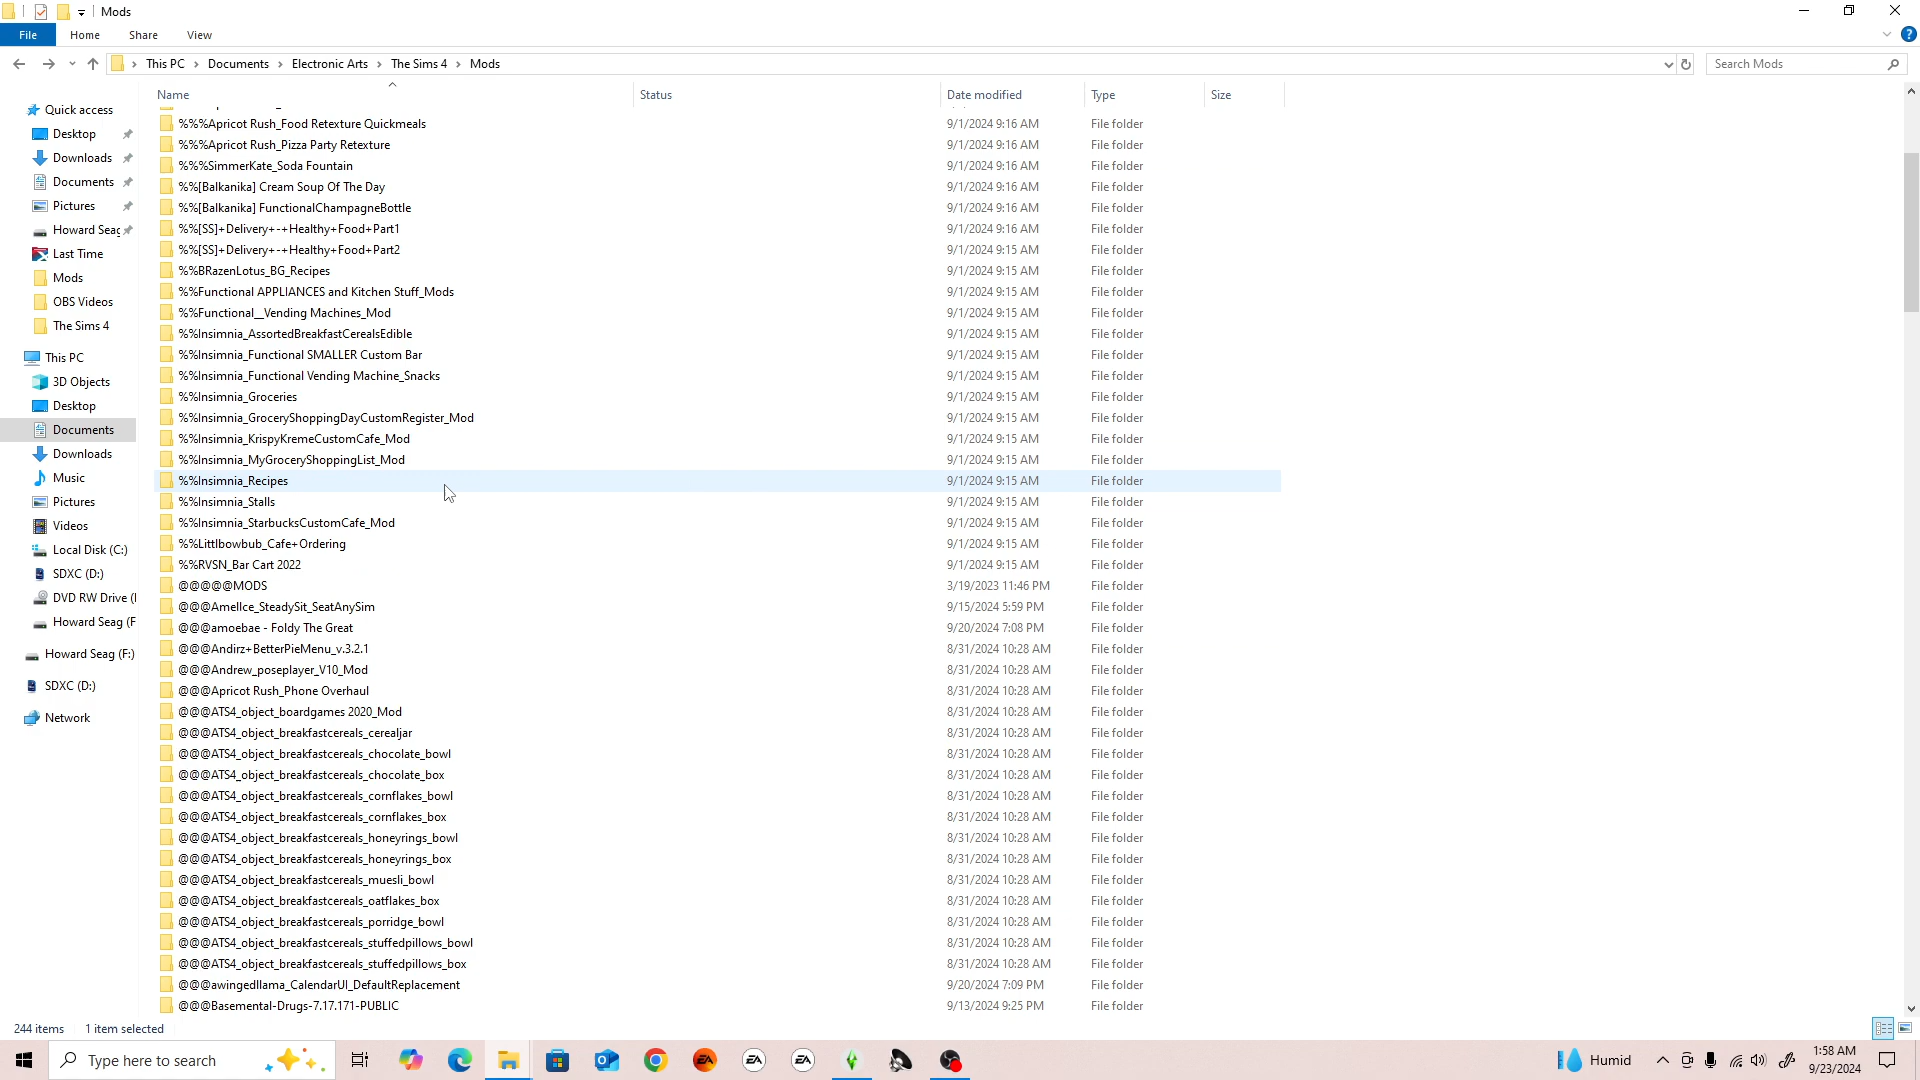 Mods
File Home Share View
This PC Documents Electronic Arts The Sims 4 Mods Search Mods
Name Status Date modified Type Size
Quick access
Desktop
Downloads
Documents
Pictures
Howard Seag
Last Time
Mods
OBS Videos
The Sims 4
This PC
3D Objects
Desktop
Documents
Downloads
Music
Pictures
Videos
Local Disk (C:)
SDXC (D:)
DVD RW Drive (
Howard Seag (F
Howard Seag (F:)
SDXC (D:)
Network
%%%Apricot Rush_Food Retexture Quickmeals 9/1/2024 9:16 AM File folder
%%%Apricot Rush_Pizza Party Retexture 9/1/2024 9:16 AM File folder
%%%SimmerKate_Soda Fountain 9/1/2024 9:16 AM File folder
%%[Balkanika] Cream Soup Of The Day 9/1/2024 9:16 AM File folder
%%[Balkanika] FunctionalChampagneBottle 9/1/2024 9:16 AM File folder
%%[SS]+Delivery+-+Healthy+Food+Part1 9/1/2024 9:16 AM File folder
%%[SS]+Delivery+-+Healthy+Food+Part2 9/1/2024 9:15 AM File folder
%%BRazenLotus_BG_Recipes 9/1/2024 9:15 AM File folder
%%Functional APPLIANCES and Kitchen Stuff_Mods 9/1/2024 9:15 AM File folder
%%Functional__Vending Machines_Mod 9/1/2024 9:15 AM File folder
%%Insimnia_AssortedBreakfastCerealsEdible 9/1/2024 9:15 AM File folder
%%Insimnia_Functional SMALLER Custom Bar 9/1/2024 9:15 AM File folder
%%Insimnia_Functional Vending Machine_Snacks 9/1/2024 9:15 AM File folder
%%Insimnia_Groceries 9/1/2024 9:15 AM File folder
%%Insimnia_GroceryShoppingDayCustomRegister_Mod 9/1/2024 9:15 AM File folder
%%Insimnia_KrispyKremeCustomCafe_Mod 9/1/2024 9:15 AM File folder
%%Insimnia_MyGroceryShoppingList_Mod 9/1/2024 9:15 AM File folder
%%Insimnia_Recipes 9/1/2024 9:15 AM File folder
%%Insimnia_Stalls 9/1/2024 9:15 AM File folder
%%Insimnia_StarbucksCustomCafe_Mod 9/1/2024 9:15 AM File folder
%%Littlbowbub_Cafe+Ordering 9/1/2024 9:15 AM File folder
%%RVSN_Bar Cart 2022 9/1/2024 9:15 AM File folder
@@@@@MODS 3/19/2023 11:46 PM File folder
@@@AmelIce_SteadySit_SeatAnySim 9/15/2024 5:59 PM File folder
@@@amoebae - Foldy The Great 9/20/2024 7:08 PM File folder
@@@Andirz+BetterPieMenu_v.3.2.1 8/31/2024 10:28 AM File folder
@@@Andrew_poseplayer_V10_Mod 8/31/2024 10:28 AM File folder
@@@Apricot Rush_Phone Overhaul 8/31/2024 10:28 AM File folder
@@@ATS4_object_boardgames 2020_Mod 8/31/2024 10:28 AM File folder
@@@ATS4_object_breakfastcereals_cerealjar 8/31/2024 10:28 AM File folder
@@@ATS4_object_breakfastcereals_chocolate_bowl 8/31/2024 10:28 AM File folder
@@@ATS4_object_breakfastcereals_chocolate_box 8/31/2024 10:28 AM File folder
@@@ATS4_object_breakfastcereals_cornflakes_bowl 8/31/2024 10:28 AM File folder
@@@ATS4_object_breakfastcereals_cornflakes_box 8/31/2024 10:28 AM File folder
@@@ATS4_object_breakfastcereals_honeyrings_bowl 8/31/2024 10:28 AM File folder
@@@ATS4_object_breakfastcereals_honeyrings_box 8/31/2024 10:28 AM File folder
@@@ATS4_object_breakfastcereals_muesli_bowl 8/31/2024 10:28 AM File folder
@@@ATS4_object_breakfastcereals_oatflakes_box 8/31/2024 10:28 AM File folder
@@@ATS4_object_breakfastcereals_porridge_bowl 8/31/2024 10:28 AM File folder
@@@ATS4_object_breakfastcereals_stuffedpillows_bowl 8/31/2024 10:28 AM File folder
@@@ATS4_object_breakfastcereals_stuffedpillows_box 8/31/2024 10:28 AM File folder
@@@awingedllama_CalendarUI_DefaultReplacement 9/20/2024 7:09 PM File folder
@@@Basemental-Drugs-7.17.171-PUBLIC 9/13/2024 9:25 PM File folder
244 items 1 item selected
Type here to search Humid 1:58 AM
9/23/2024